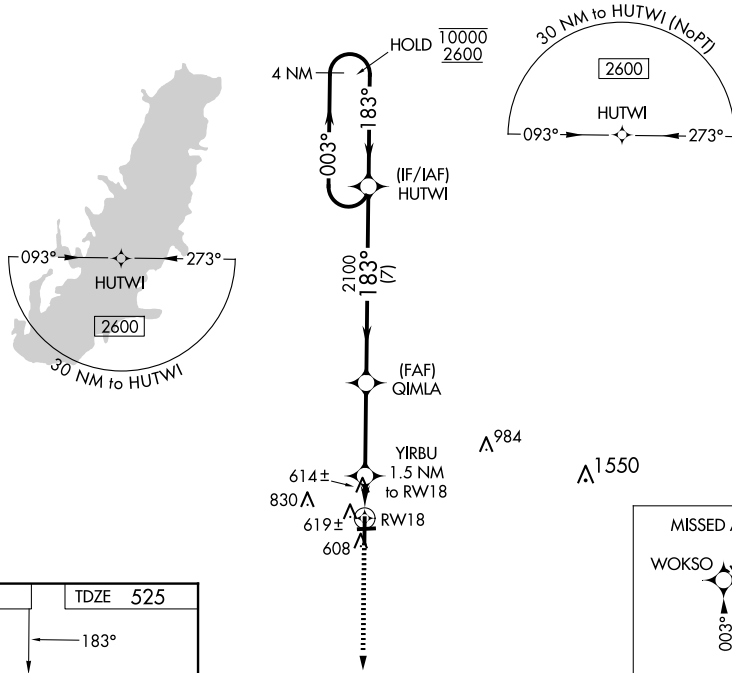 30 NM to HUTWI (NoPT)
2600
HUTWI
093°
273°
HOLD
10000
2600
4 NM
183°
003°
(IF/IAF)
HUTWI
093°
273°
HUTWI
2600
30 NM to HUTWI
2100
183°
(7)
(FAF)
QIMLA
984
1550
YIRBU
1.5 NM
to RW18
614±
830
619±
RW18
608
MISSED A
WOKSO
003°
TDZE 525
183°